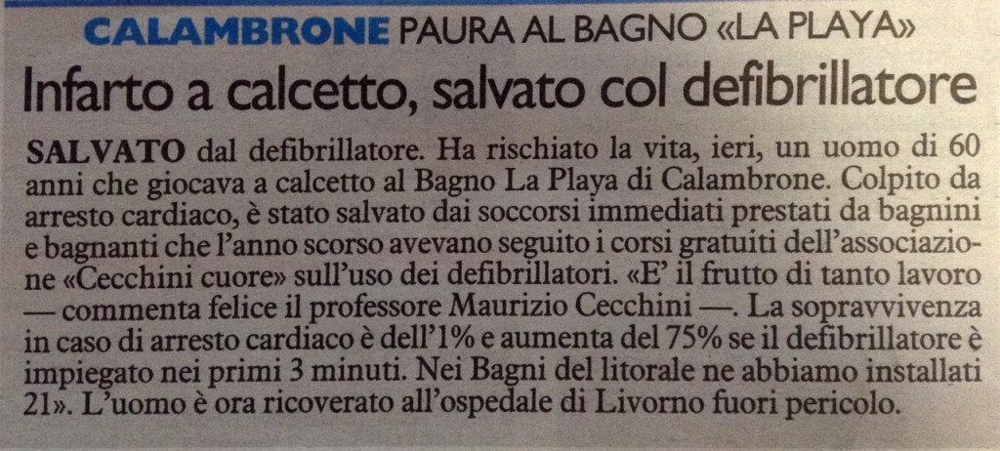 CALAMBRONE PAURA AL BAGNO «LA PLAYA»
Infarto a calcetto, salvato col defibrillatore
SALVATO dal defibrillatore. Ha rischiato la vita, ieri, un uomo di 60
anni che giocava a calcetto al Bagno La Playa di Calambrone. Colpito da
arresto cardiaco, è stato salvato dai soccorsi immediati prestati da bagnini
e bagnanti che l'anno scorso avevano seguito i corsi gratuiti dell'associazio-
ne «Cecchini cuore» sull'uso dei defibrillatori. «E' il frutto di tanto lavoro
— commenta felice il professore Maurizio Cecchini —. La sopravvivenza
in caso di arresto cardiaco è dell'1% e aumenta del 75% se il defibrillatore è
impiegato nei primi 3 minuti. Nei Bagni del litorale ne abbiamo installati
21». L'uomo è ora ricoverato all'ospedale di Livorno fuori pericolo.